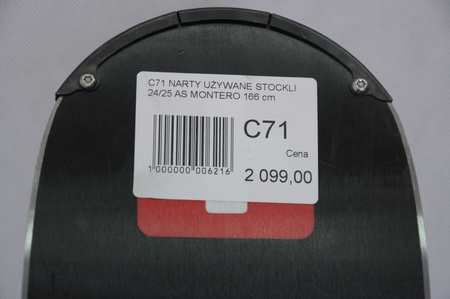 C71 NARTY UŻYWANE STOCKLI
24/25 AS MONTERO 166 cm
C71
Cena
2 099,00
1 000000 006216